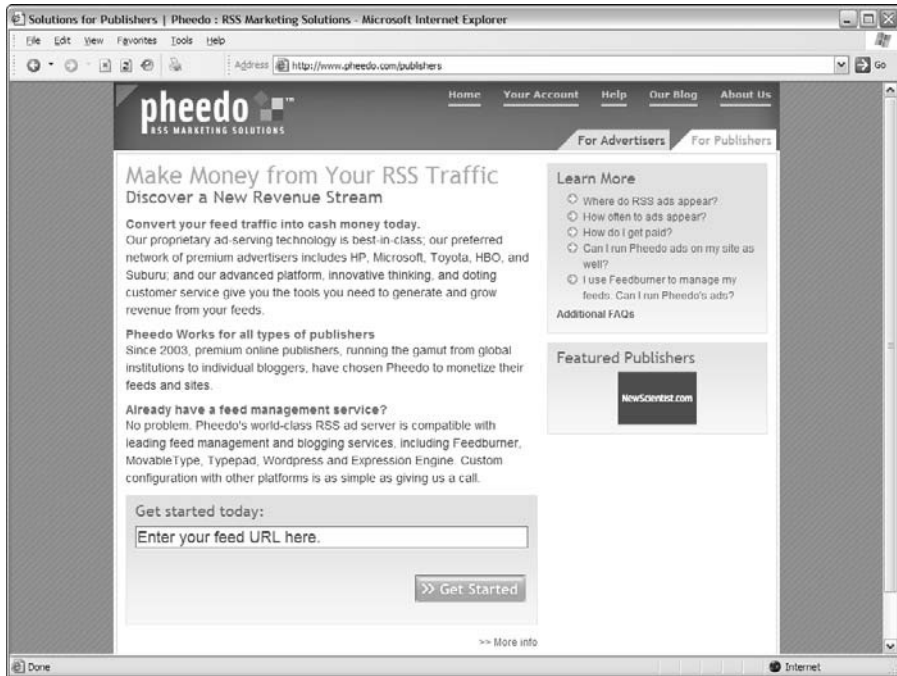 Solutions for Publishers | Pheedo : RSS Marketing Solutions - Microsoft Internet Explorer
File Edit View Favorites Tools Help
Address http://www.pheedo.com/publishers Go
Home Your Account Help Our Blog About Us
pheedo™
RSS MARKETING SOLUTIONS
For Advertisers For Publishers
Make Money from Your RSS Traffic
Discover a New Revenue Stream
Convert your feed traffic into cash money today.
Our proprietary ad-serving technology is best-in-class; our preferred
network of premium advertisers includes HP, Microsoft, Toyota, HBO, and
Suburu; and our advanced platform, innovative thinking, and doting
customer service give you the tools you need to generate and grow
revenue from your feeds.
Pheedo Works for all types of publishers
Since 2003, premium online publishers, running the gamut from global
institutions to individual bloggers, have chosen Pheedo to monetize their
feeds and sites.
Already have a feed management service?
No problem. Pheedo's world-class RSS ad server is compatible with
leading feed management and blogging services, including Feedburner,
MovableType, Typepad, Wordpress and Expression Engine. Custom
configuration with other platforms is as simple as giving us a call.
Get started today:
Enter your feed URL here.
>> Get Started
>> More info
Learn More
Where do RSS ads appear?
How often to ads appear?
How do I get paid?
Can I run Pheedo ads on my site as
well?
I use Feedburner to manage my
feeds. Can I run Pheedo's ads?
Additional FAQs
Featured Publishers
NewScientist.com
Done Internet